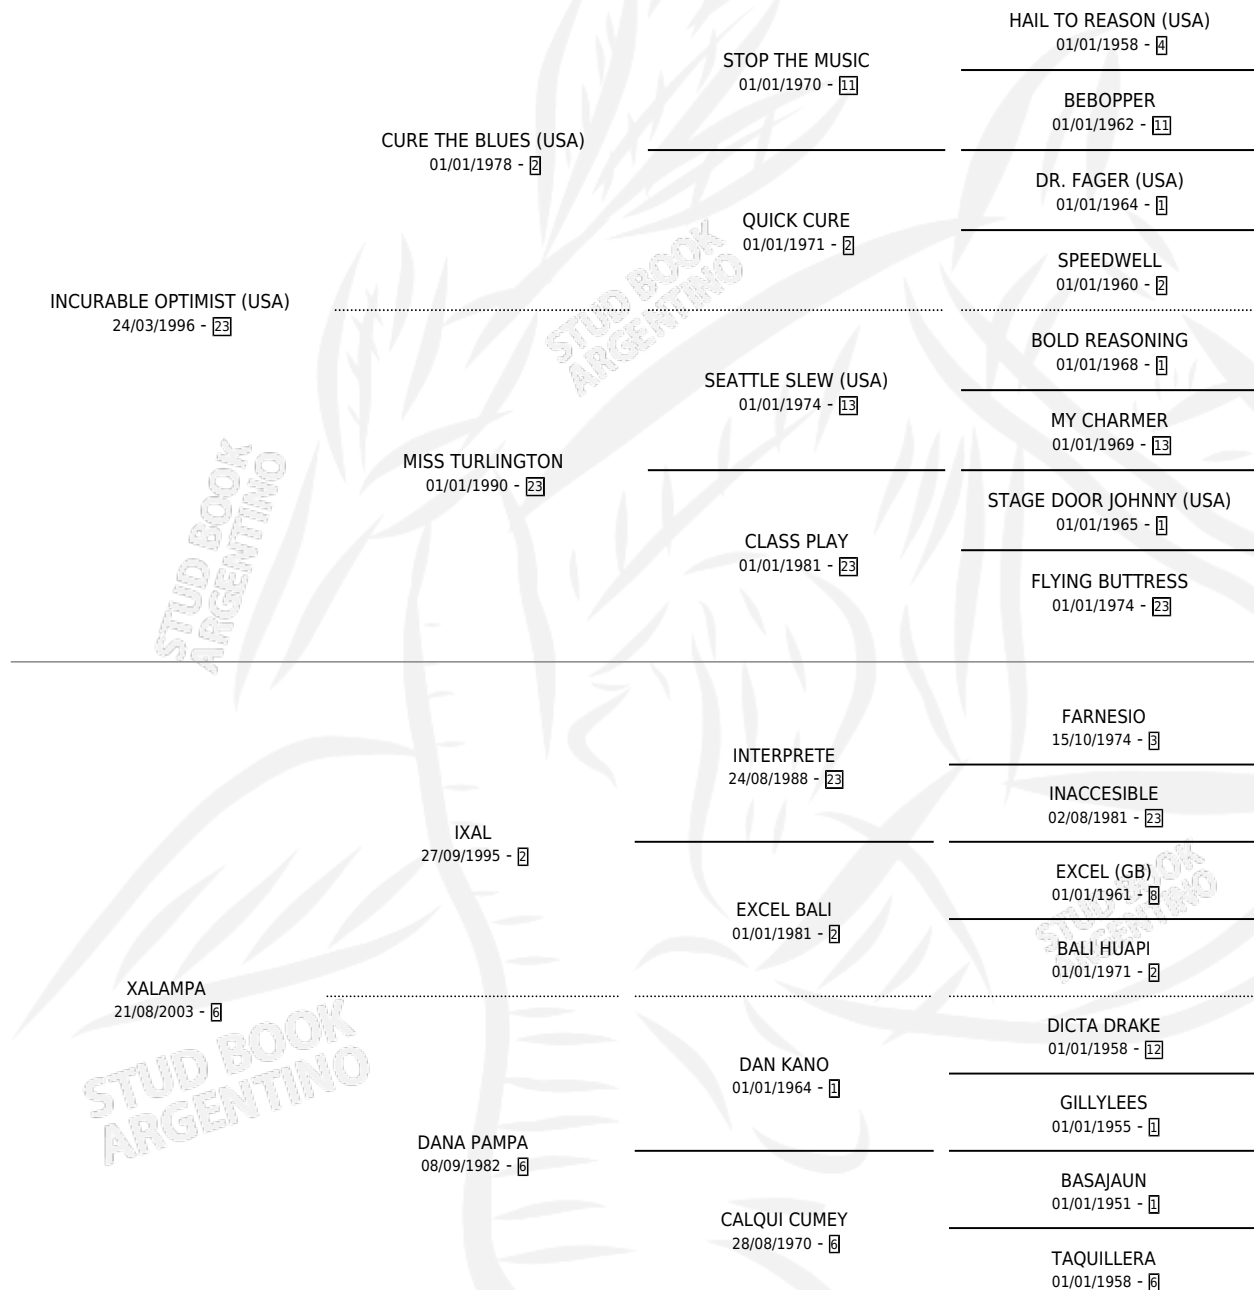 HAIL TO REASON (USA)
01/01/1958 - 4
STOP THE MUSIC
01/01/1970 - 11
BEBOPPER
01/01/1962 - 11
CURE THE BLUES (USA)
01/01/1978 - 2
DR. FAGER (USA)
01/01/1964 - 1
QUICK CURE
01/01/1971 - 2
SPEEDWELL
01/01/1960 - 2
INCURABLE OPTIMIST (USA)
24/03/1996 - 23
STUD BOOK
ARGENTINO
BOLD REASONING
01/01/1968 - 1
SEATTLE SLEW (USA)
01/01/1974 - 13
MY CHARMER
01/01/1969 - 13
MISS TURLINGTON
01/01/1990 - 23
STAGE DOOR JOHNNY (USA)
01/01/1965 - 1
CLASS PLAY
01/01/1981 - 23
FLYING BUTTRESS
01/01/1974 - 23
STUD BOOK
ARGENTINO
FARNESIO
15/10/1974 - 3
INTERPRETE
24/08/1988 - 23
INACCESIBLE
02/08/1981 - 23
IXAL
27/09/1995 - 2
EXCEL (GB)
01/01/1961 - 8
EXCEL BALI
01/01/1981 - 2
STUD BOOK
ARGENTINO
BALI HUAPI
01/01/1971 - 2
XALAMPA
21/08/2003 - 6
STUD BOOK
ARGENTINO
DICTA DRAKE
01/01/1958 - 12
DAN KANO
01/01/1964 - 1
GILLYLEES
01/01/1955 - 1
DANA PAMPA
08/09/1982 - 6
BASAJAUN
01/01/1951 - 1
CALQUI CUMEY
28/08/1970 - 6
TAQUILLERA
01/01/1958 - 6